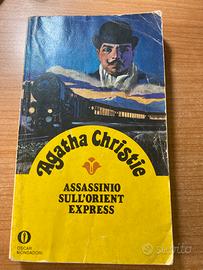 Agatha Christie
ASSASSINIO
SULL'ORIENT
EXPRESS
OSCAR
MONDADORI
subito